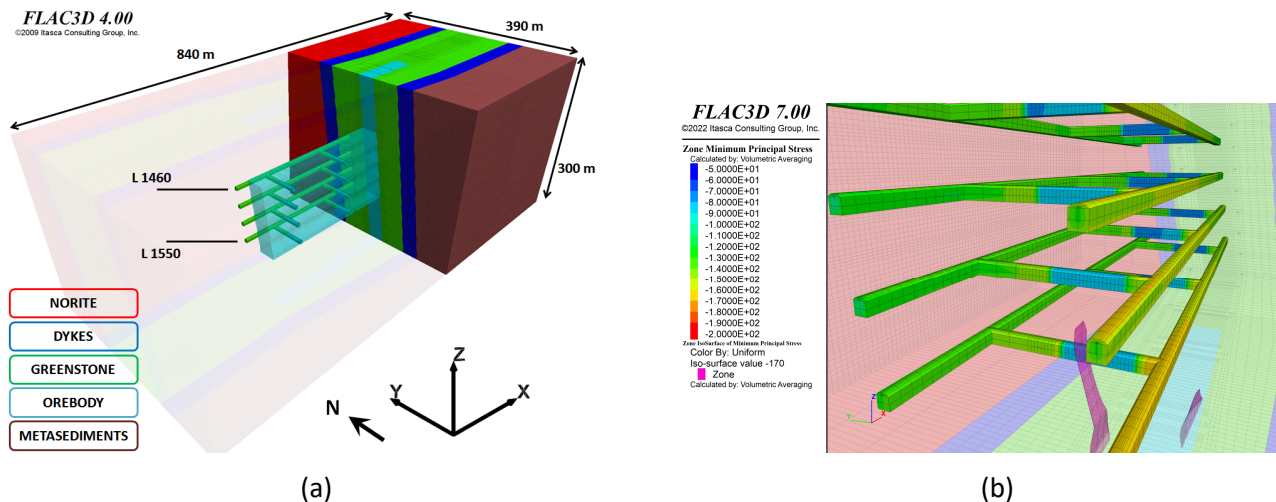 FLAC3D 4.00
©2009 Itasca Consulting Group, Inc.
840 m
390 m
300 m
L 1460
L 1550
NORITE
DYKES
GREENSTONE
OREBODY
METASEDIMENTS
N
Z
Y
X
(a)
FLAC3D 7.00
©2022 Itasca Consulting Group, Inc.
Zone Minimum Principal Stress
Calculated by: Volumetric Averaging
-5.0000E+01
-6.0000E+01
-7.0000E+01
-8.0000E+01
-9.0000E+01
-1.0000E+02
-1.1000E+02
-1.2000E+02
-1.3000E+02
-1.4000E+02
-1.5000E+02
-1.6000E+02
-1.7000E+02
-1.8000E+02
-1.9000E+02
-2.0000E+02
Zone IsoSurface of Minimum Principal Stress
Color By: Uniform
Iso-surface value -170
Zone
Calculated by: Volumetric Averaging
Z
Y
X
(b)